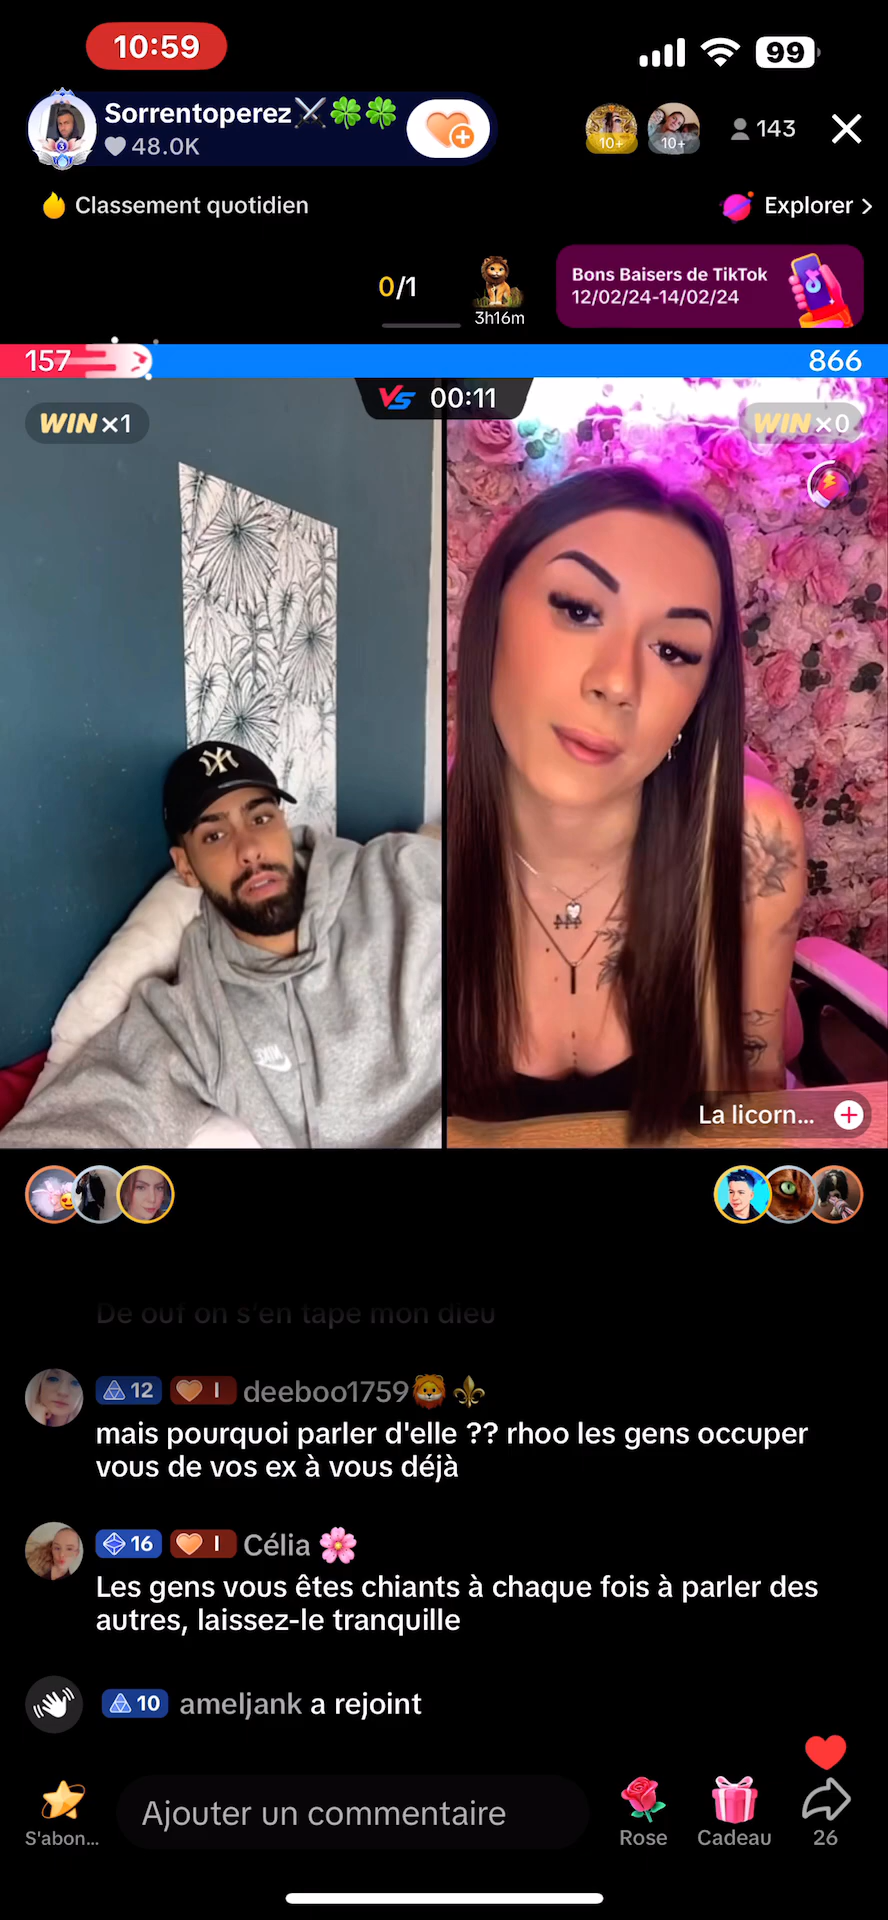 10:59
99
Sorrentoperez⚔️🍀🍀
48.0K
10+
10+
143
Classement quotidien
Explorer >
0/1
3h16m
Bons Baisers de TikTok
12/02/24-14/02/24
157
866
VS 00:11
WIN x1
WIN x0
La licorn...
De ouf on s'en tape mon dieu
12 I deeboo1759🦁⚜️
mais pourquoi parler d'elle ?? rhoo les gens occuper
vous de vos ex à vous déjà
16 I Célia 🌸
Les gens vous êtes chiants à chaque fois à parler des
autres, laissez-le tranquille
10 ameljank a rejoint
Ajouter un commentaire
S'abon...
Rose
Cadeau
26